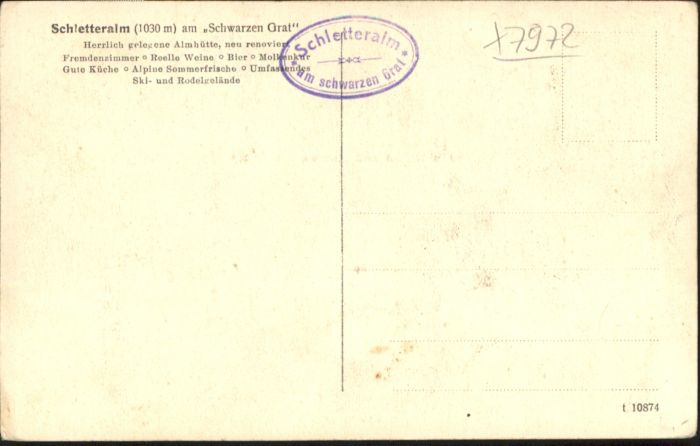 Schletteralm (1030 m) am „Schwarzen Grat“
Herrlich gelegene Almhütte, neu renoviert
Fremdenzimmer ° Reelle Weine ° Bier ° Molkenkur
Gute Küche ° Alpine Sommerfrische ° Umfassendes
Ski- und Rodelgelände
Schletteralm
* am schwarzen Grat *
x7972
t 10874